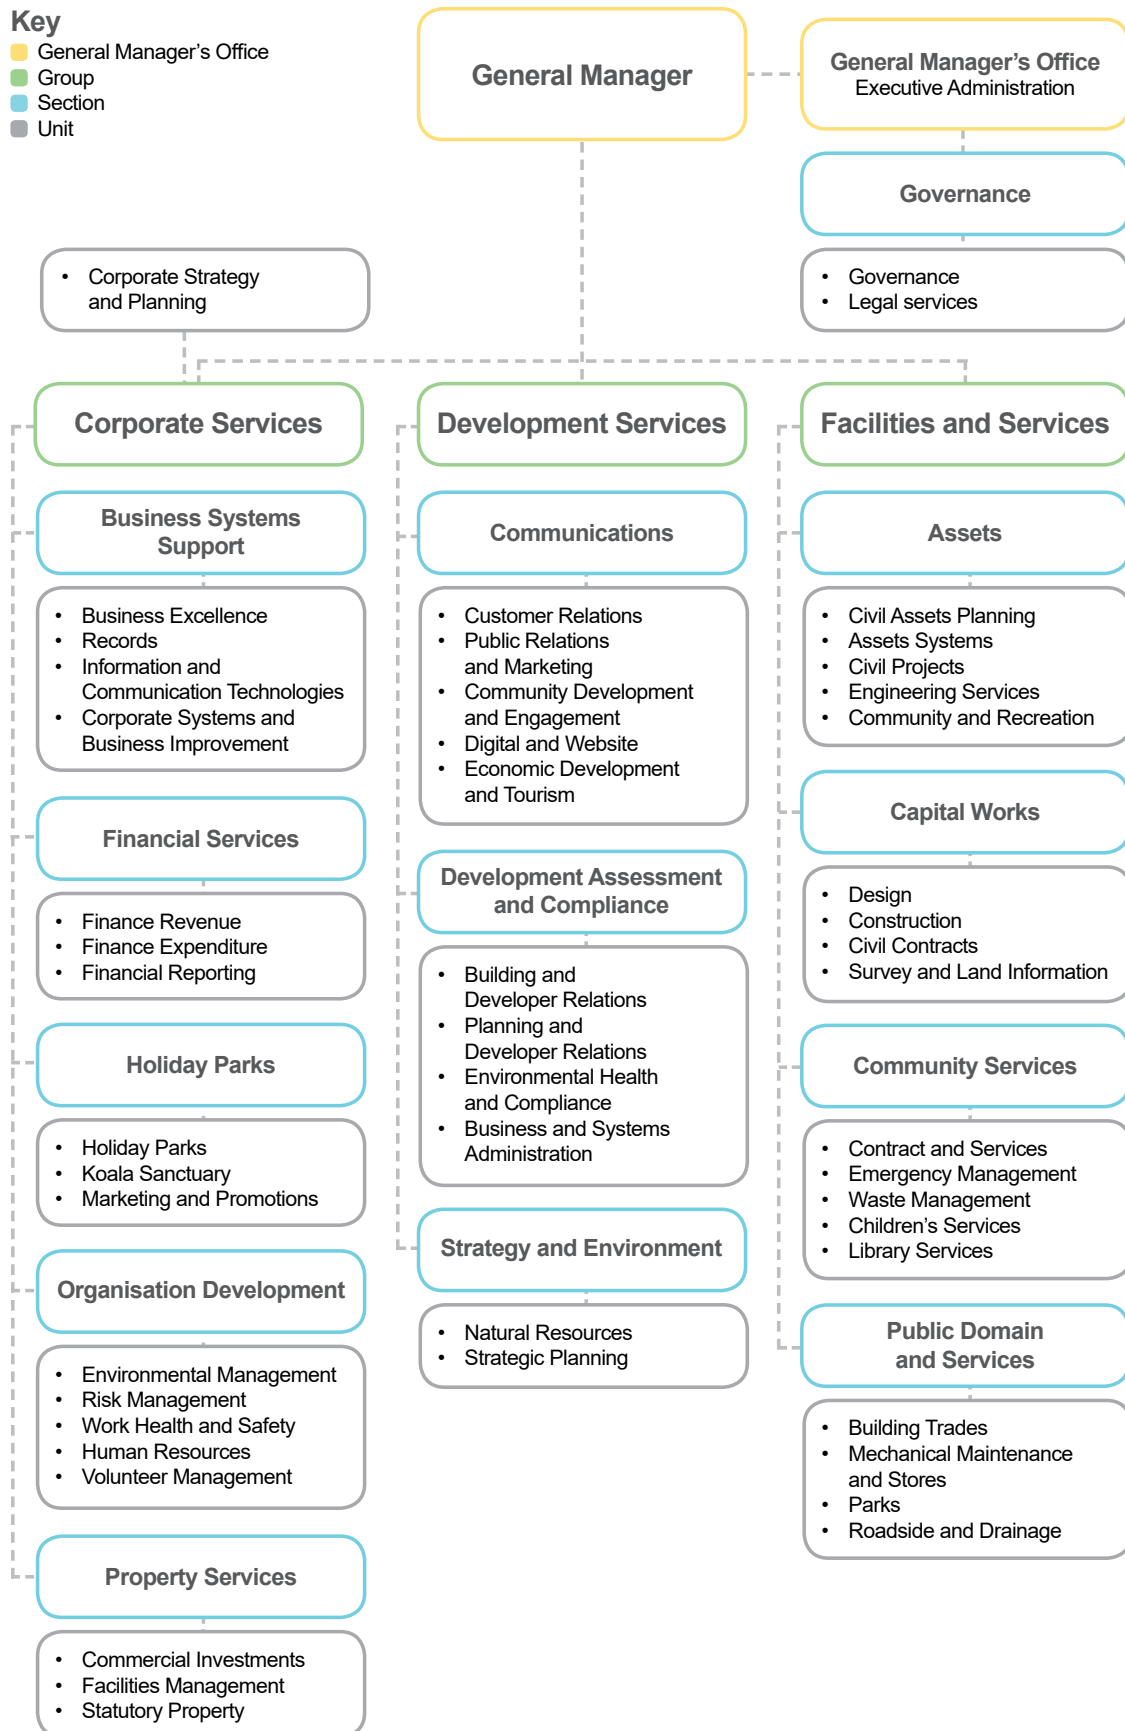 Key
General Manager’s Office
Group
Section
Unit
General Manager
General Manager’s Office
Executive Administration
Governance
• Governance
• Legal services
• Corporate Strategy
and Planning
Corporate Services
Business Systems
Support
• Business Excellence
• Records
• Information and
Communication Technologies
• Corporate Systems and
Business Improvement
Financial Services
• Finance Revenue
• Finance Expenditure
• Financial Reporting
Holiday Parks
• Holiday Parks
• Koala Sanctuary
• Marketing and Promotions
Organisation Development
• Environmental Management
• Risk Management
• Work Health and Safety
• Human Resources
• Volunteer Management
Property Services
• Commercial Investments
• Facilities Management
• Statutory Property
Development Services
Communications
• Customer Relations
• Public Relations
and Marketing
• Community Development
and Engagement
• Digital and Website
• Economic Development
and Tourism
Development Assessment
and Compliance
• Building and
Developer Relations
• Planning and
Developer Relations
• Environmental Health
and Compliance
• Business and Systems
Administration
Strategy and Environment
• Natural Resources
• Strategic Planning
Facilities and Services
Assets
• Civil Assets Planning
• Assets Systems
• Civil Projects
• Engineering Services
• Community and Recreation
Capital Works
• Design
• Construction
• Civil Contracts
• Survey and Land Information
Community Services
• Contract and Services
• Emergency Management
• Waste Management
• Children’s Services
• Library Services
Public Domain
and Services
• Building Trades
• Mechanical Maintenance
and Stores
• Parks
• Roadside and Drainage